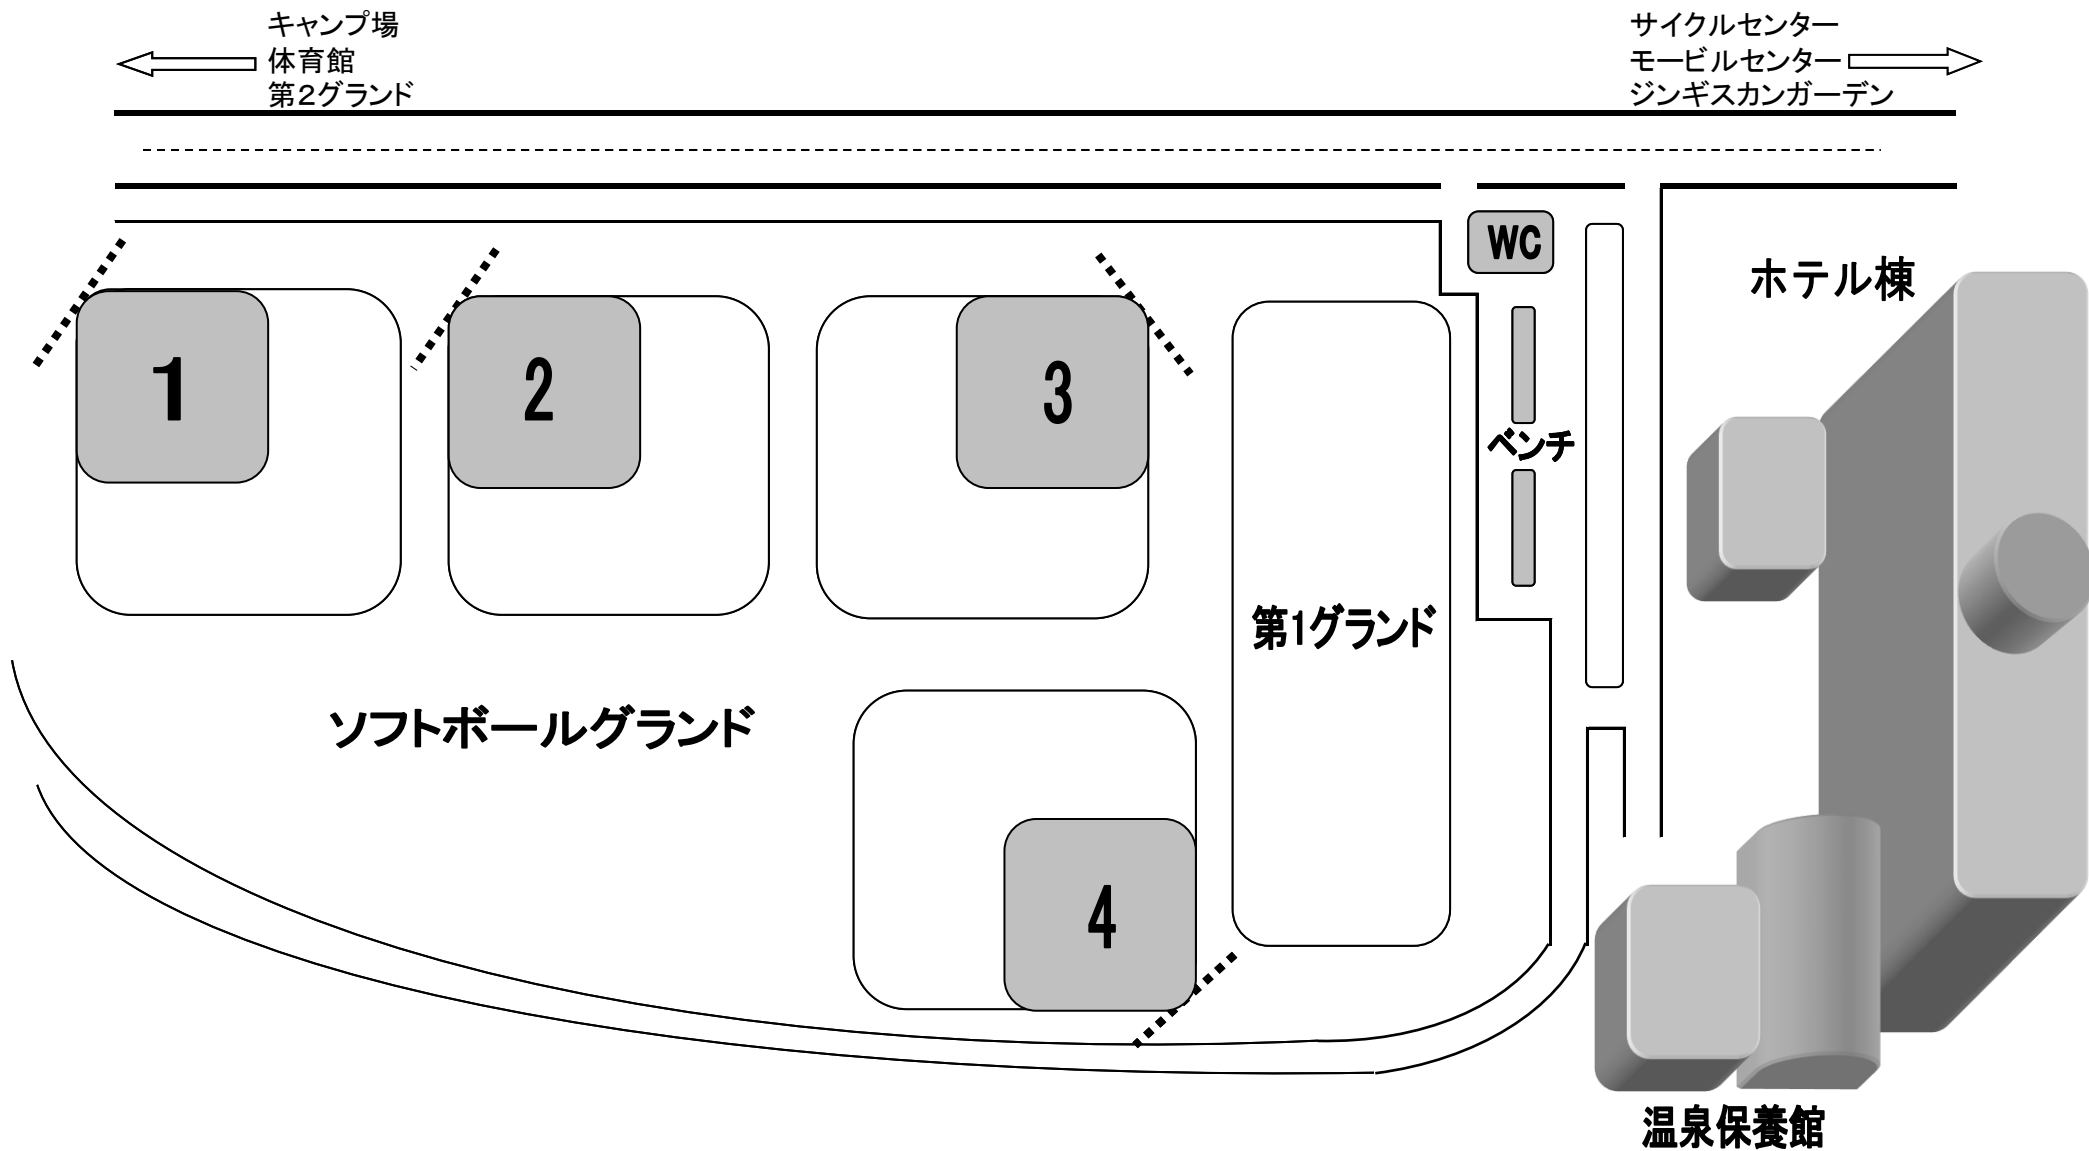 キャンプ場
体育館
第2グランド
サイクルセンター
モービルセンター
ジンギスカンガーデン
WC
ホテル棟
1
2
3
ベンチ
第1グランド
ソフトボールグランド
4
温泉保養館